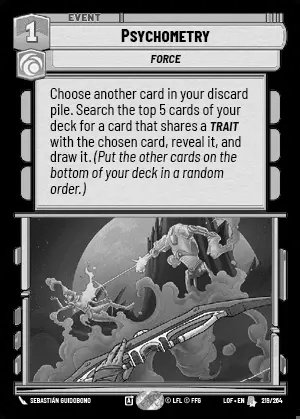 EVENT
1
PSYCHOMETRY
FORCE
Choose another card in your discard
pile. Search the top 5 cards of your
deck for a card that shares a TRAIT
with the chosen card, reveal it, and
draw it. (Put the other cards on the
bottom of your deck in a random
order.)
SEBASTIÁN GUIDOBONO
© LFL © FFG
LOF • EN
219/264